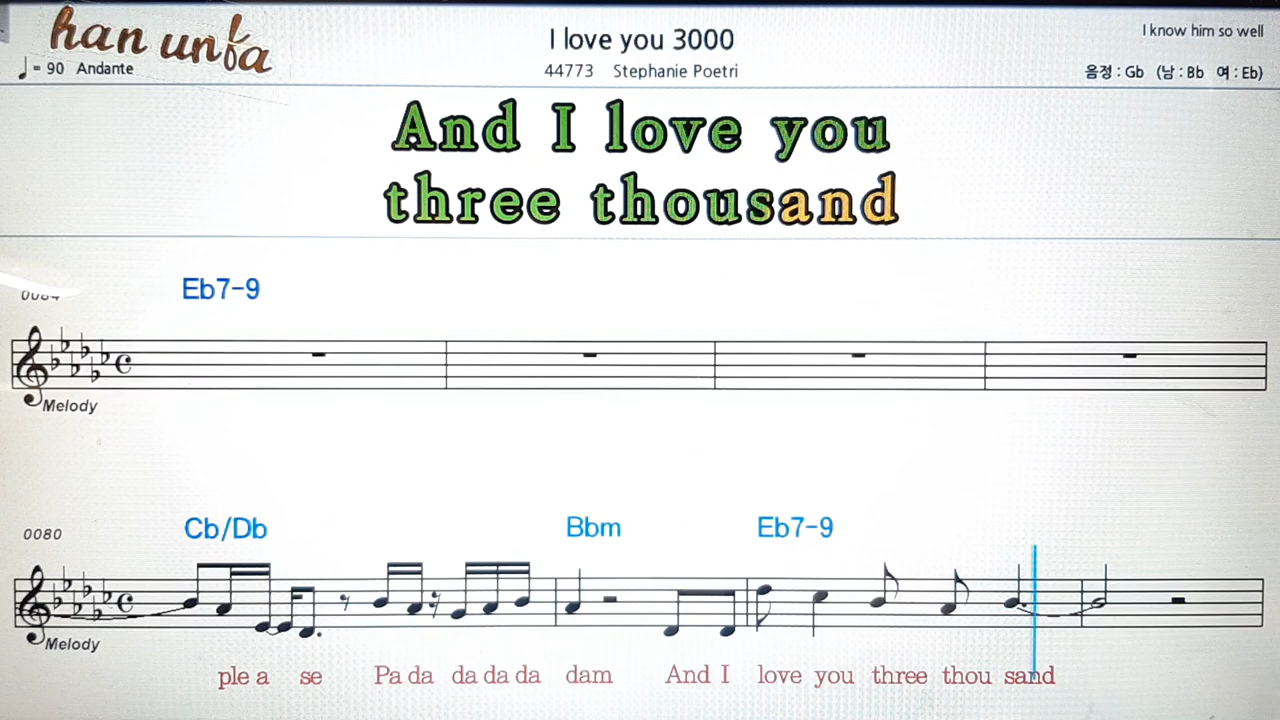 han unfa
I love you 3000
I know him so well
♩= 90 Andante
44773 Stephanie Poetri
음정 : Gb (남 : Bb 여 : Eb)
And I love you
three thousand
Eb7-9
Melody
0080
Cb/Db Bbm Eb7-9
Melody
ple a se Pa da da da da dam And I love you three thou sand